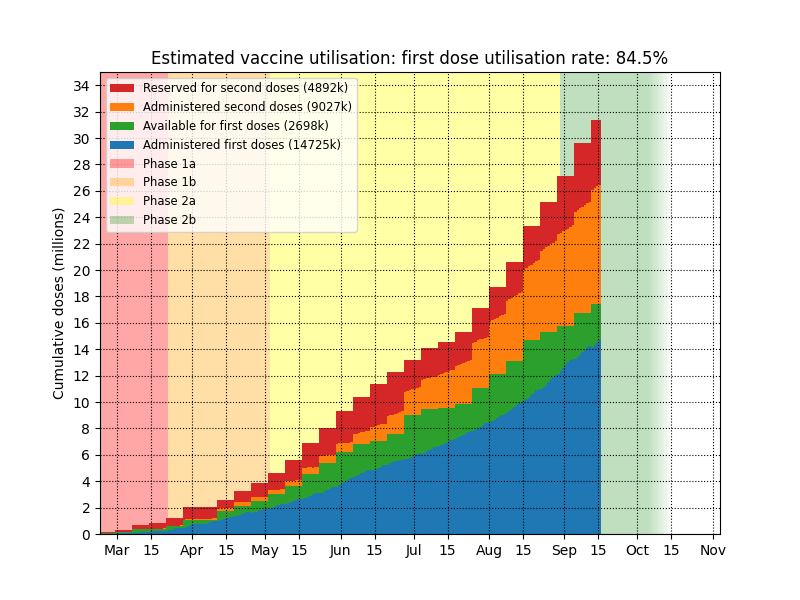 Estimated vaccine utilisation: first dose utilisation rate: 84.5%
Cumulative doses (millions)
34
32
30
28
26
24
22
20
18
16
14
12
10
8
6
4
2
0
Reserved for second doses (4892k)
Administered second doses (9027k)
Available for first doses (2698k)
Administered first doses (14725k)
Phase 1a
Phase 1b
Phase 2a
Phase 2b
Mar 15 Apr 15 May 15 Jun 15 Jul 15 Aug 15 Sep 15 Oct 15 Nov